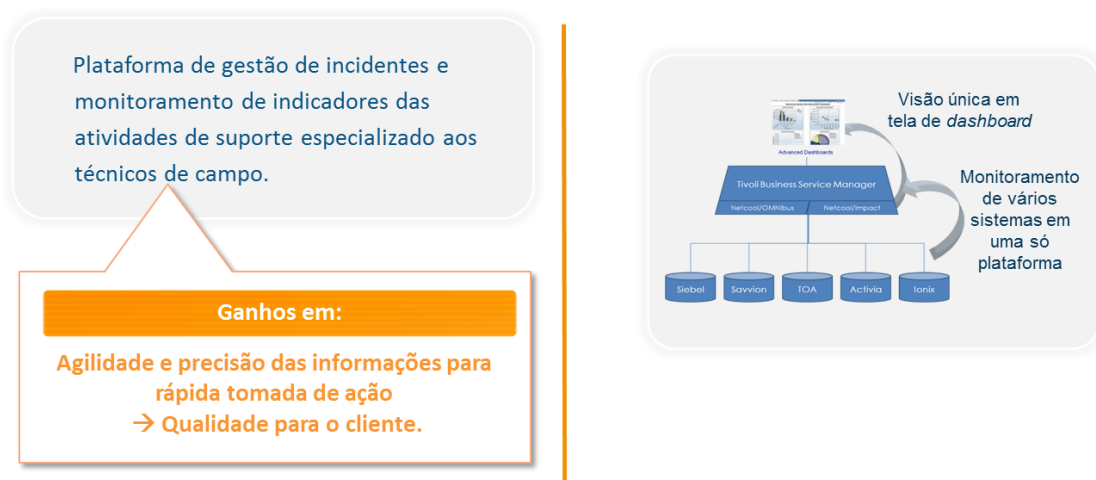 Plataforma de gestão de incidentes e
monitoramento de indicadores das
atividades de suporte especializado aos
técnicos de campo.
Ganhos em:
Agilidade e precisão das informações para
rápida tomada de ação
→ Qualidade para o cliente.
Visão única em
tela de dashboard
Advanced Dashboards
Monitoramento
de vários
sistemas em
uma só
plataforma
Tivoli Business Service Manager
Netcool/OMNIbus
Netcool/Impact
Siebel
Savvion
TOA
Activia
Ionix